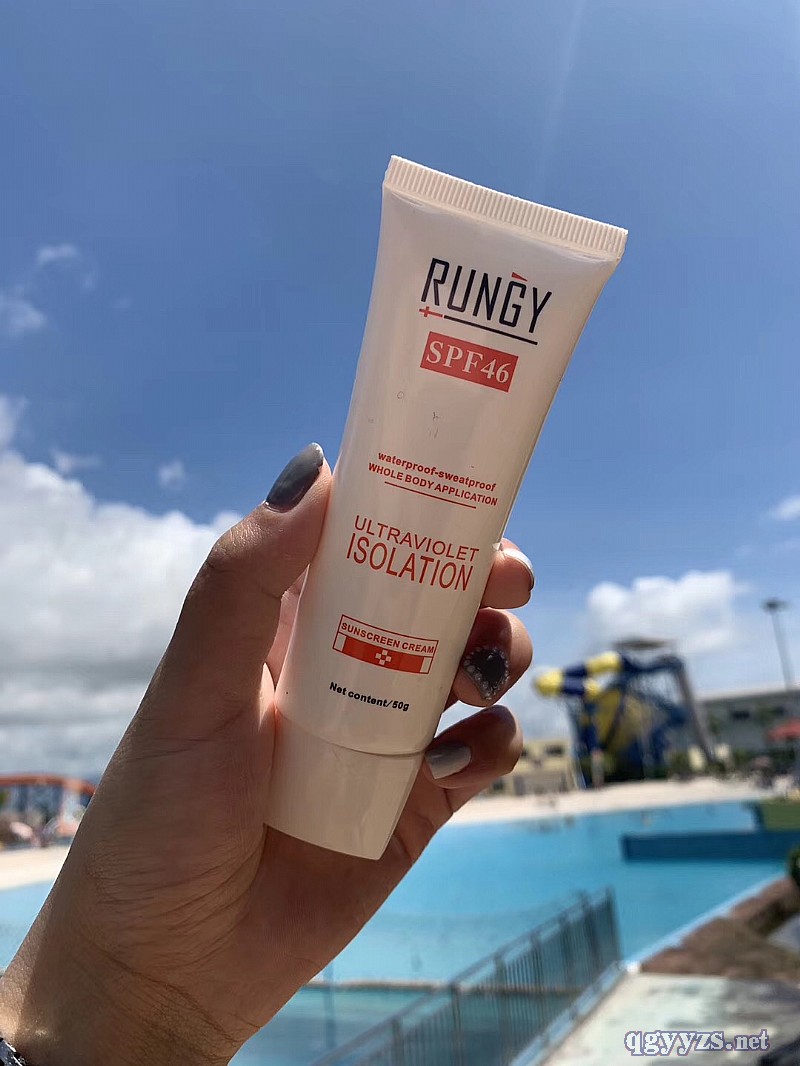 RUNGY
SPF46
waterproof-sweatproof
WHOLE BODY APPLICATION
ULTRAVIOLET
ISOLATION
SUNSCREEN CREAM
Net content/50g
qgyyzs.net